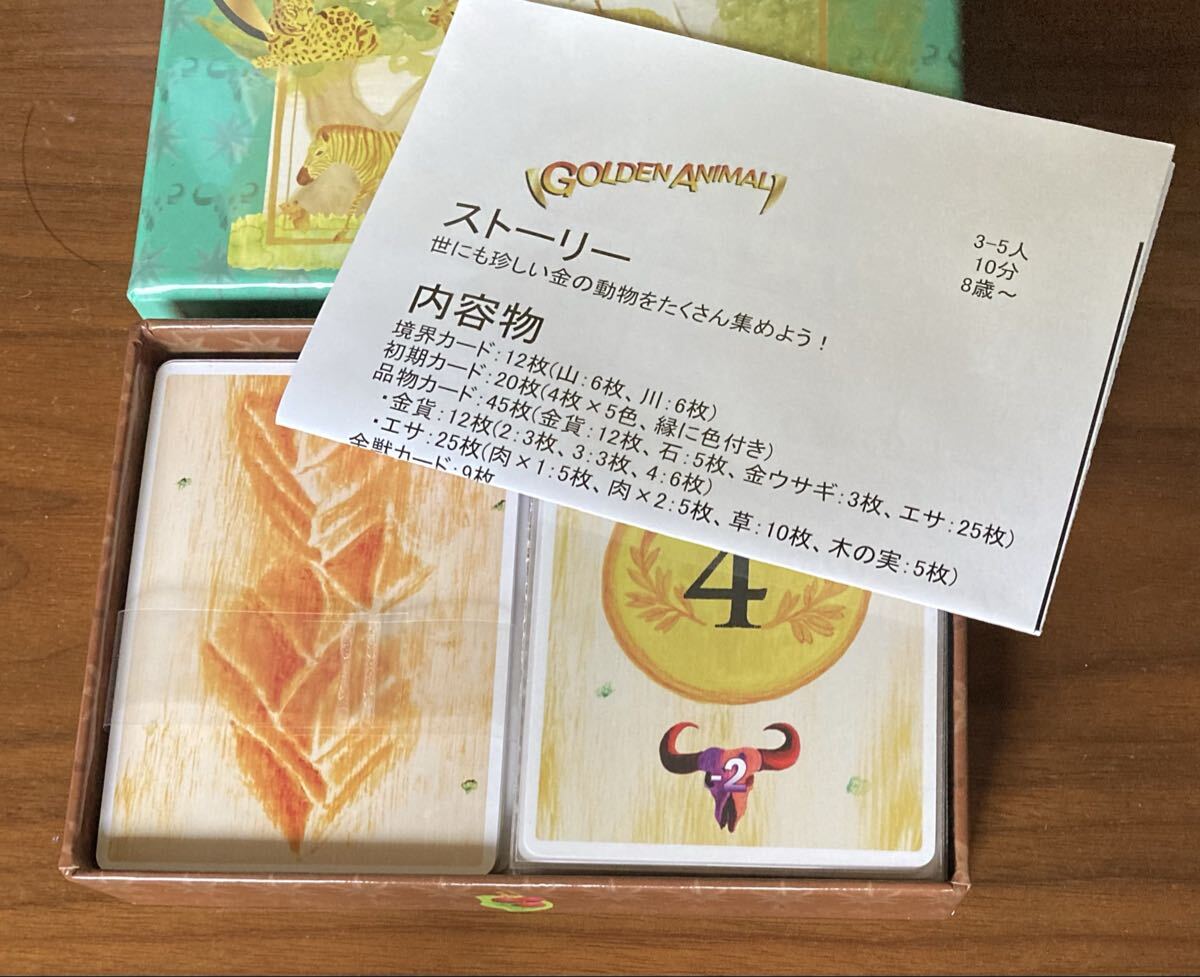 GOLDEN ANIMAL
3-5人
10分
8歳～
ストーリー
世にも珍しい金の動物をたくさん集めよう！
内容物
境界カード：12枚(山：6枚、川：6枚)
初期カード：20枚(4枚×5色、縁に色付き)
品物カード：45枚(金貨：12枚、石：5枚、金ウサギ：3枚、エサ：25枚)
・金貨：12枚(2：3枚、3：3枚、4：6枚)
・エサ：25枚(肉×1：5枚、肉×2：5枚、草：10枚、木の実：5枚)
金獣カード：9枚
4
-2